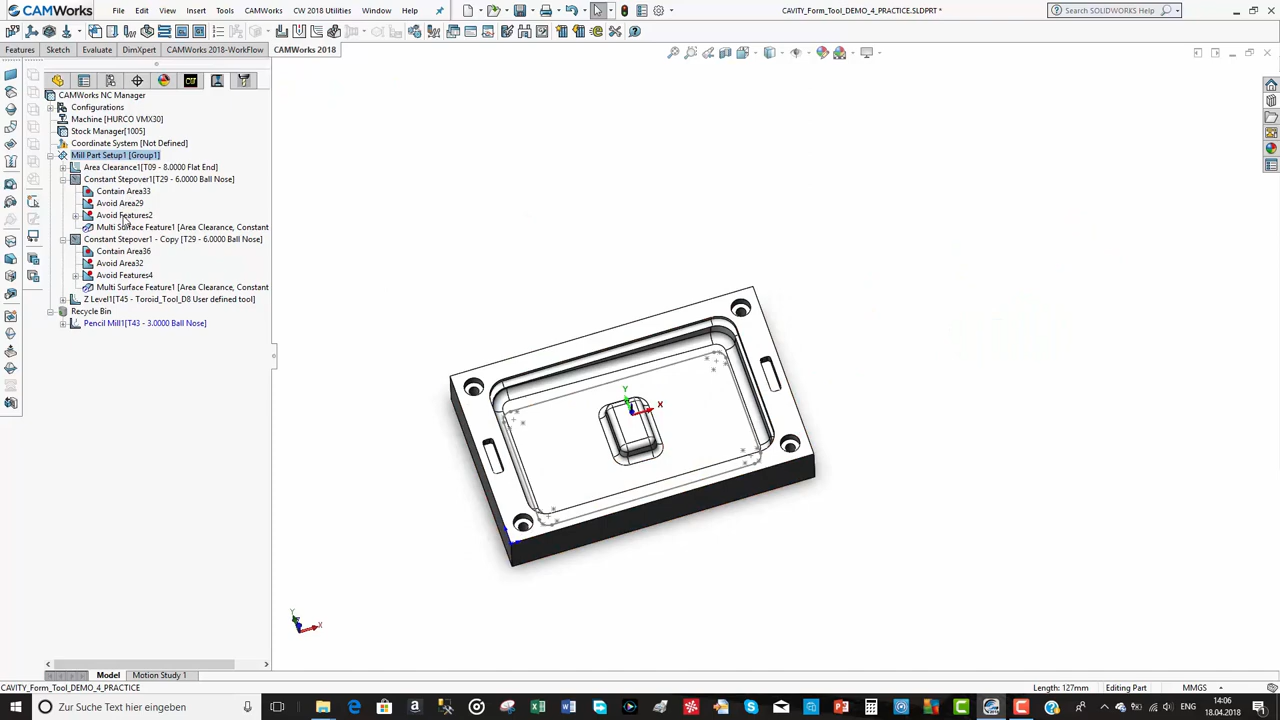 CAMWorks
File
Edit
View
Insert
Tools
CAMWorks
CW 2018 Utilities
Window
Help
CAVITY_Form_Tool_DEMO_4_PRACTICE.SLDPRT *
Search SOLIDWORKS Help
Features
Sketch
Evaluate
DimXpert
CAMWorks 2018-WorkFlow
CAMWorks 2018
CAMWorks NC Manager
Configurations
Machine [HURCO VMX30]
Stock Manager[1005]
Coordinate System [Not Defined]
Mill Part Setup1 [Group1]
Area Clearance1[T09 - 8.0000 Flat End]
Constant Stepover1[T29 - 6.0000 Ball Nose]
Contain Area33
Avoid Area29
Avoid Features2
Multi Surface Feature1 [Area Clearance, Constant
Constant Stepover1 - Copy [T29 - 6.0000 Ball Nose]
Contain Area36
Avoid Area32
Avoid Features4
Multi Surface Feature1 [Area Clearance, Constant
Z Level1[T45 - Toroid_Tool_D8 User defined tool]
Recycle Bin
Pencil Mill1[T43 - 3.0000 Ball Nose]
Y
X
Y
X
Model
Motion Study 1
CAVITY_Form_Tool_DEMO_4_PRACTICE
Length: 127mm
Editing Part
MMGS
Zur Suche Text hier eingeben
14:06
18.04.2018